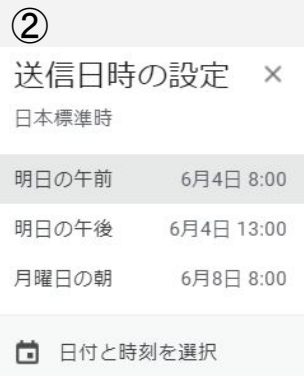 ②
送信日時の設定 ×
日本標準時
明日の午前 6月4日 8:00
明日の午後 6月4日 13:00
月曜日の朝 6月8日 8:00
日付と時刻を選択